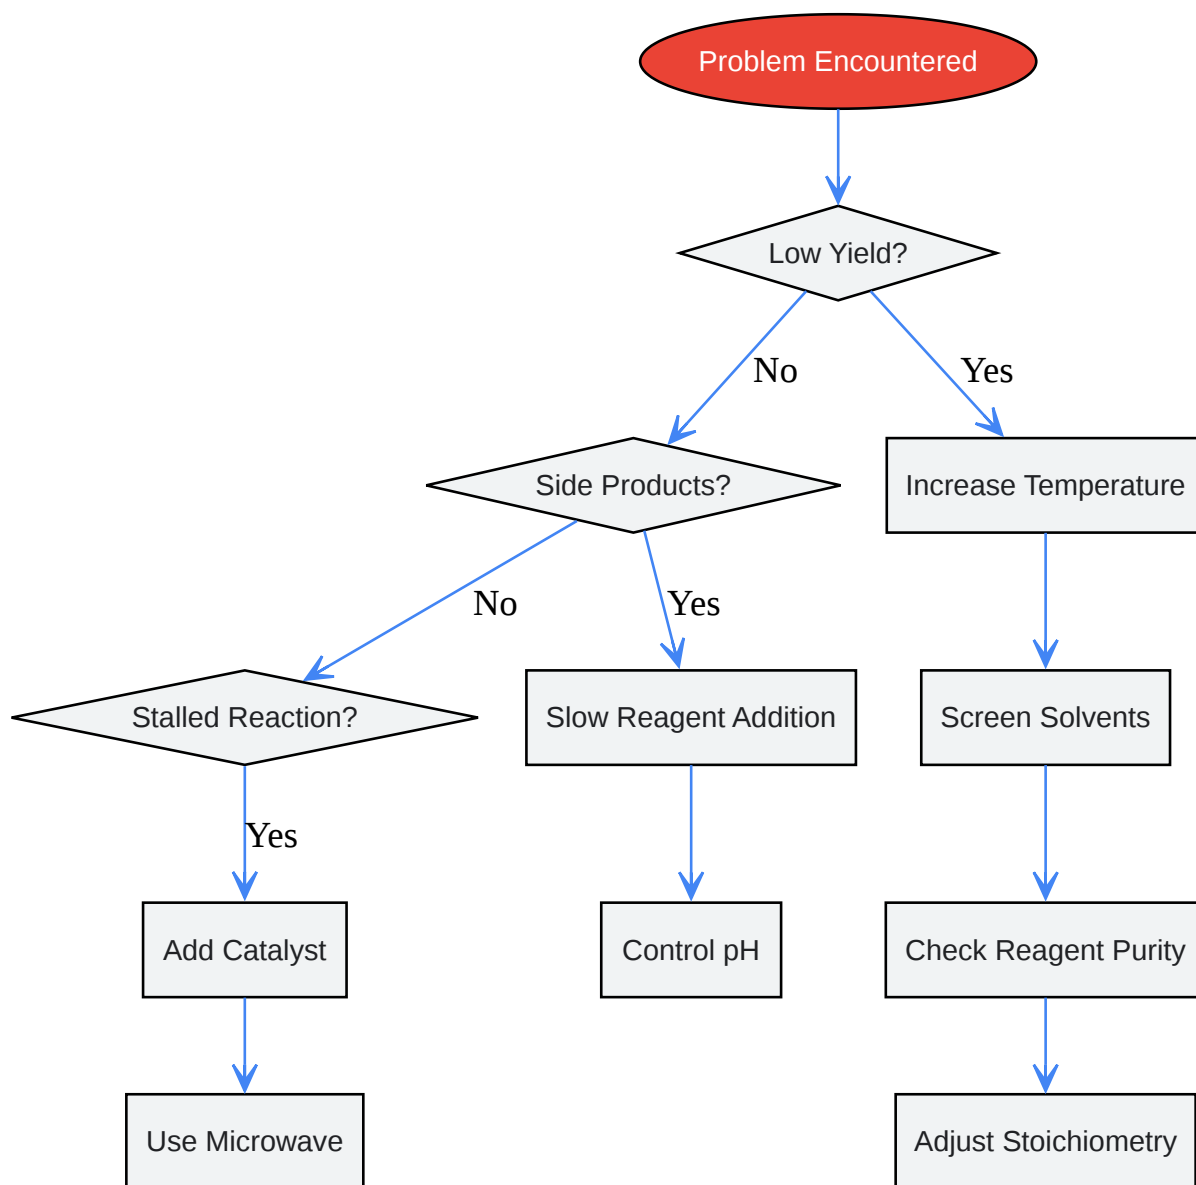 Problem Encountered
Low Yield?
No
Yes
Side Products?
Increase Temperature
No
Yes
Stalled Reaction?
Slow Reagent Addition
Screen Solvents
Yes
Add Catalyst
Control pH
Check Reagent Purity
Use Microwave
Adjust Stoichiometry